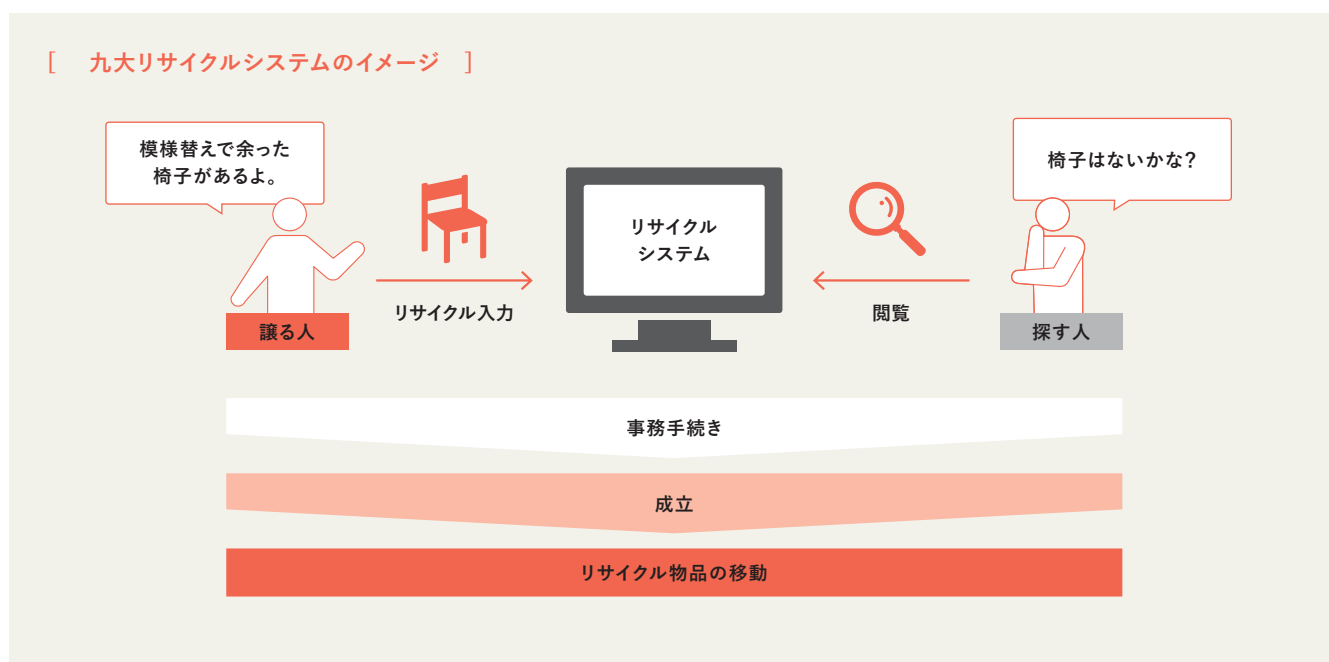 [ 九大リサイクルシステムのイメージ ]
模様替えで余った
椅子があるよ。
椅子はないかな?
リサイクル
システム
リサイクル入力
閲覧
譲る人
探す人
事務手続き
成立
リサイクル物品の移動